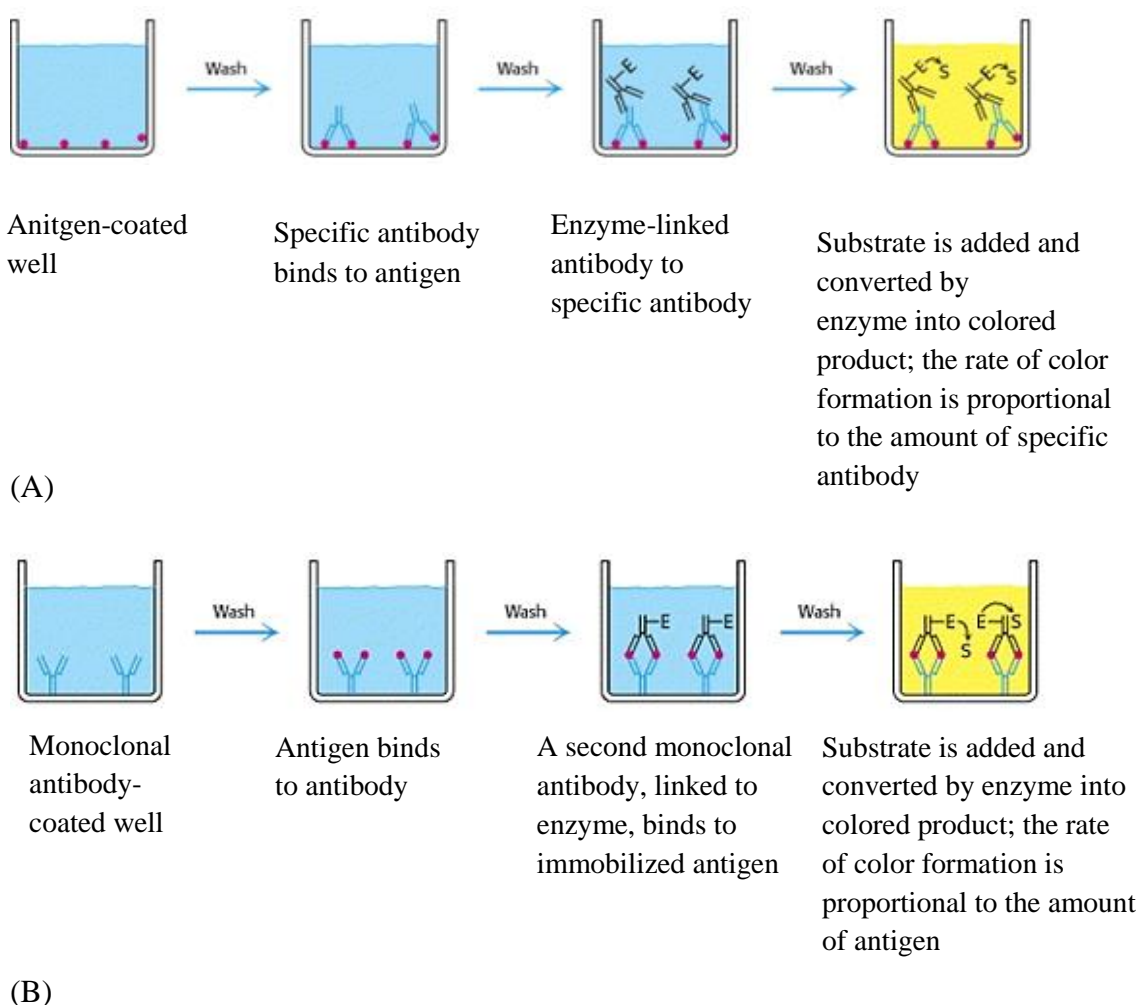 Wash
Wash
Wash
E
E
E
S
E
S
Anitgen-coated
well
Specific antibody
binds to antigen
Enzyme-linked
antibody to
specific antibody
Substrate is added and
converted by
enzyme into colored
product; the rate of color
formation is proportional
to the amount of specific
antibody
(A)
Wash
Wash
Wash
E
E
E
S
E
S
Monoclonal
antibody-
coated well
Antigen binds
to antibody
A second monoclonal
antibody, linked to
enzyme, binds to
immobilized antigen
Substrate is added and
converted by enzyme into
colored product; the rate
of color formation is
proportional to the amount
of antigen
(B)